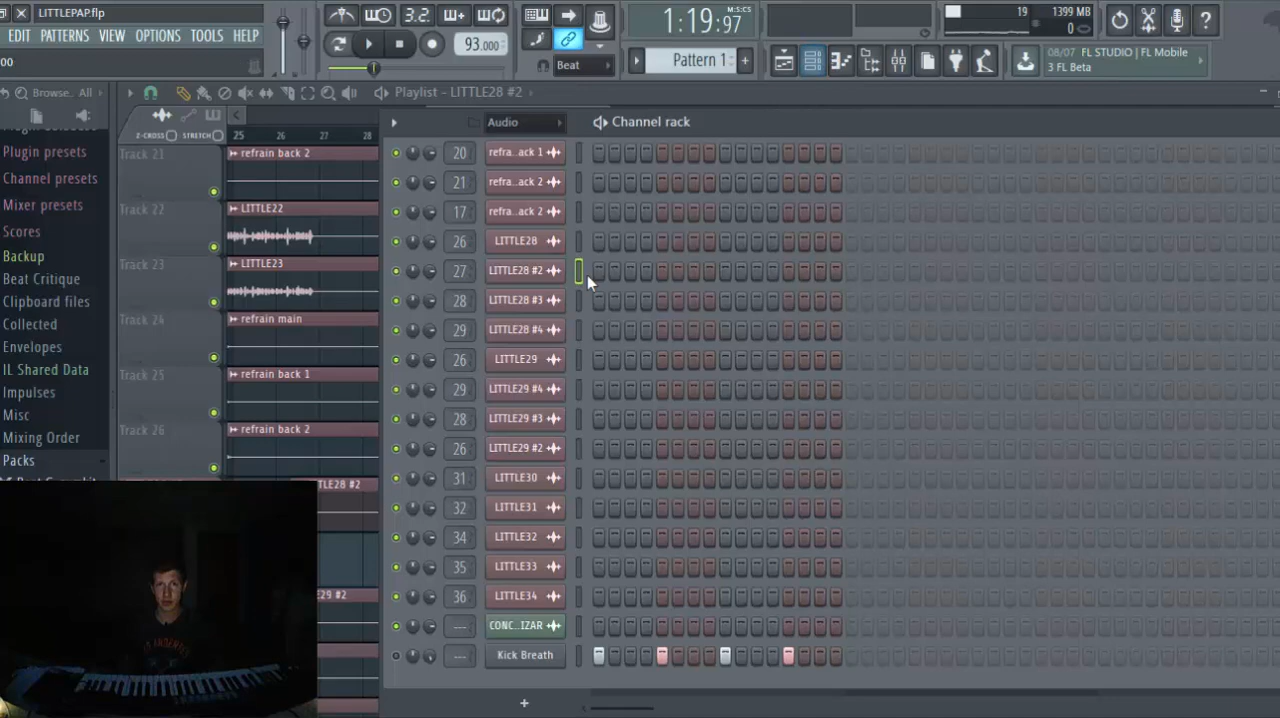 LITTLEPAP.flp
3.2.
1:19:97
M:S:CS
19
1399 MB
0
EDIT PATTERNS VIEW OPTIONS TOOLS HELP
93.000
Beat
Pattern 1
08/07 FL STUDIO | FL Mobile
3 FL Beta
00
Browse.. All
Playlist - LITTLE28 #2
Z-CROSS STRETCH
25 26 27 28
Audio
Channel rack
Plugin presets
Channel presets
Mixer presets
Scores
Backup
Beat Critique
Clipboard files
Collected
Envelopes
IL Shared Data
Impulses
Misc
Mixing Order
Packs
Track 21
refrain back 2
Track 22
LITTLE22
Track 23
LITTLE23
Track 24
refrain main
Track 25
refrain back 1
Track 26
refrain back 2
TLE28 #2
E29 #2
20 refra..ack 1
21 refra..ack 2
17 refra..ack 2
26 LITTLE28
27 LITTLE28 #2
28 LITTLE28 #3
29 LITTLE28 #4
26 LITTLE29
29 LITTLE29 #4
28 LITTLE29 #3
26 LITTLE29 #2
31 LITTLE30
32 LITTLE31
34 LITTLE32
35 LITTLE33
36 LITTLE34
--- CONC...IZAR
--- Kick Breath